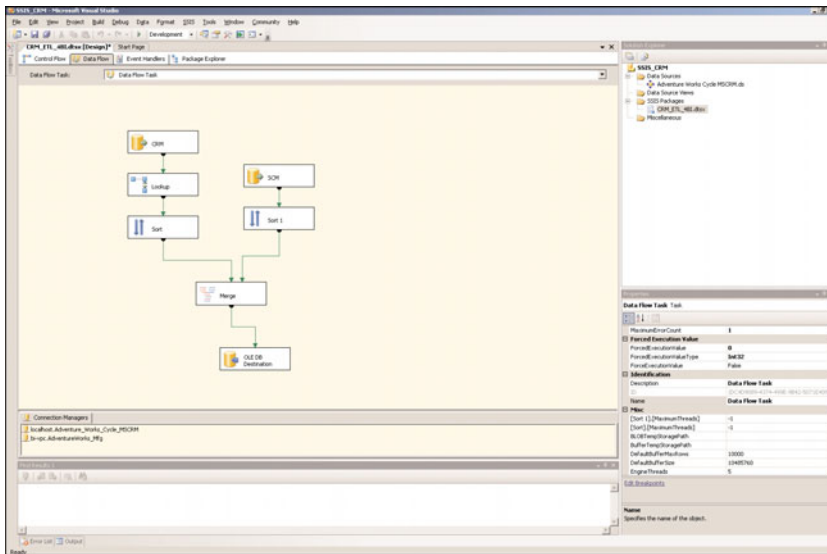 SSIS_CRM - Microsoft Visual Studio
File Edit View Project Build Debug Data Format SSIS Tools Window Community Help
Development
CRM_ETL_4BI.dtsx [Design]* Start Page
Control Flow Data Flow Event Handlers Package Explorer
Data Flow Task: Data Flow Task
CRM
Lookup
SCM
Sort
Sort 1
Merge
OLE DB
Destination
Connection Managers
localhost.Adventure_Works_Cycle_MSCRM
bi-vpc.AdventureWorks_Mfg
Error List Output
Ready
Solution Explorer
SSIS_CRM
Data Sources
Adventure Works Cycle MSCRM.ds
Data Source Views
SSIS Packages
CRM_ETL_4BI.dtsx
Miscellaneous
Properties
Data Flow Task Task
MaximumErrorCount 1
Forced Execution Value
ForcedExecutionValue 0
ForcedExecutionValueType Int32
ForceExecutionValue False
Identification
Description Data Flow Task
ID
Name Data Flow Task
Misc
[Sort 1].[MaximumThreads] -1
[Sort].[MaximumThreads] -1
BLOBTempStoragePath
BufferTempStoragePath
DefaultBufferMaxRows 10000
DefaultBufferSize 10485760
EngineThreads 5
Edit Breakpoints
Name
Specifies the name of the object.